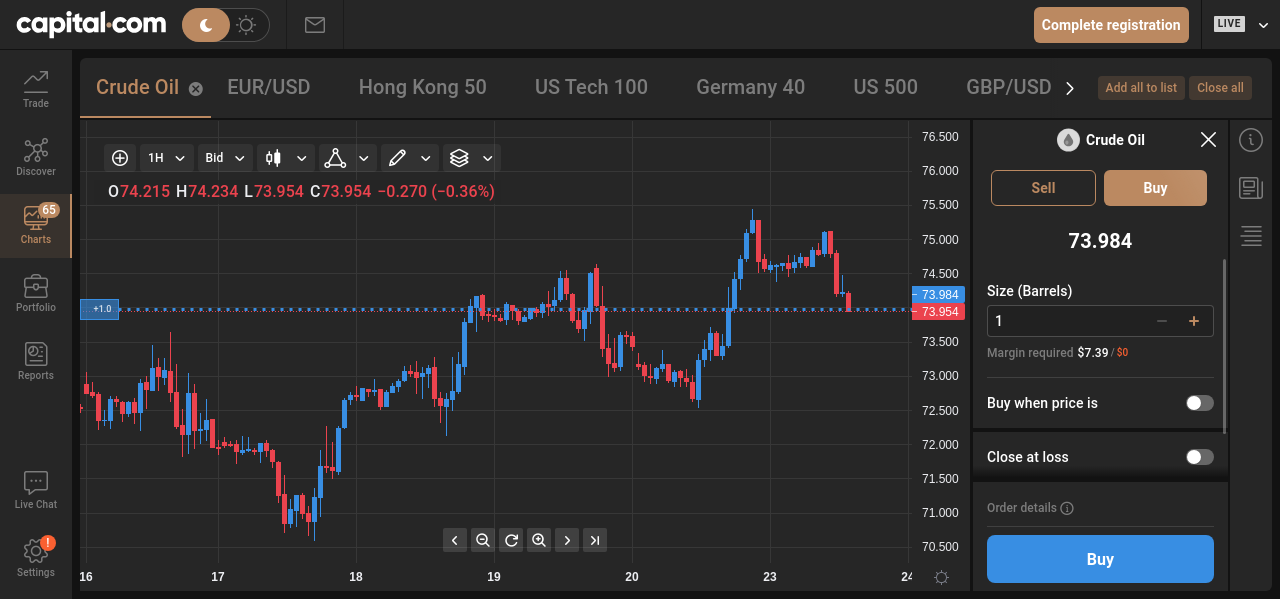 capital.com
Complete registration
LIVE
Trade
Discover
65
Charts
Portfolio
Reports
Live Chat
!
Settings
Crude Oil
EUR/USD
Hong Kong 50
US Tech 100
Germany 40
US 500
GBP/USD
Add all to list
Close all
1H
Bid
O74.215 H74.234 L73.954 C73.954 −0.270 (−0.36%)
+1.0
76.500
76.000
75.500
75.000
74.500
73.984
73.954
73.500
73.000
72.500
72.000
71.500
71.000
70.500
16
17
18
19
20
23
24
Crude Oil
Sell
Buy
73.984
Size (Barrels)
1
Margin required $7.39 / $0
Buy when price is
Close at loss
Order details
Buy